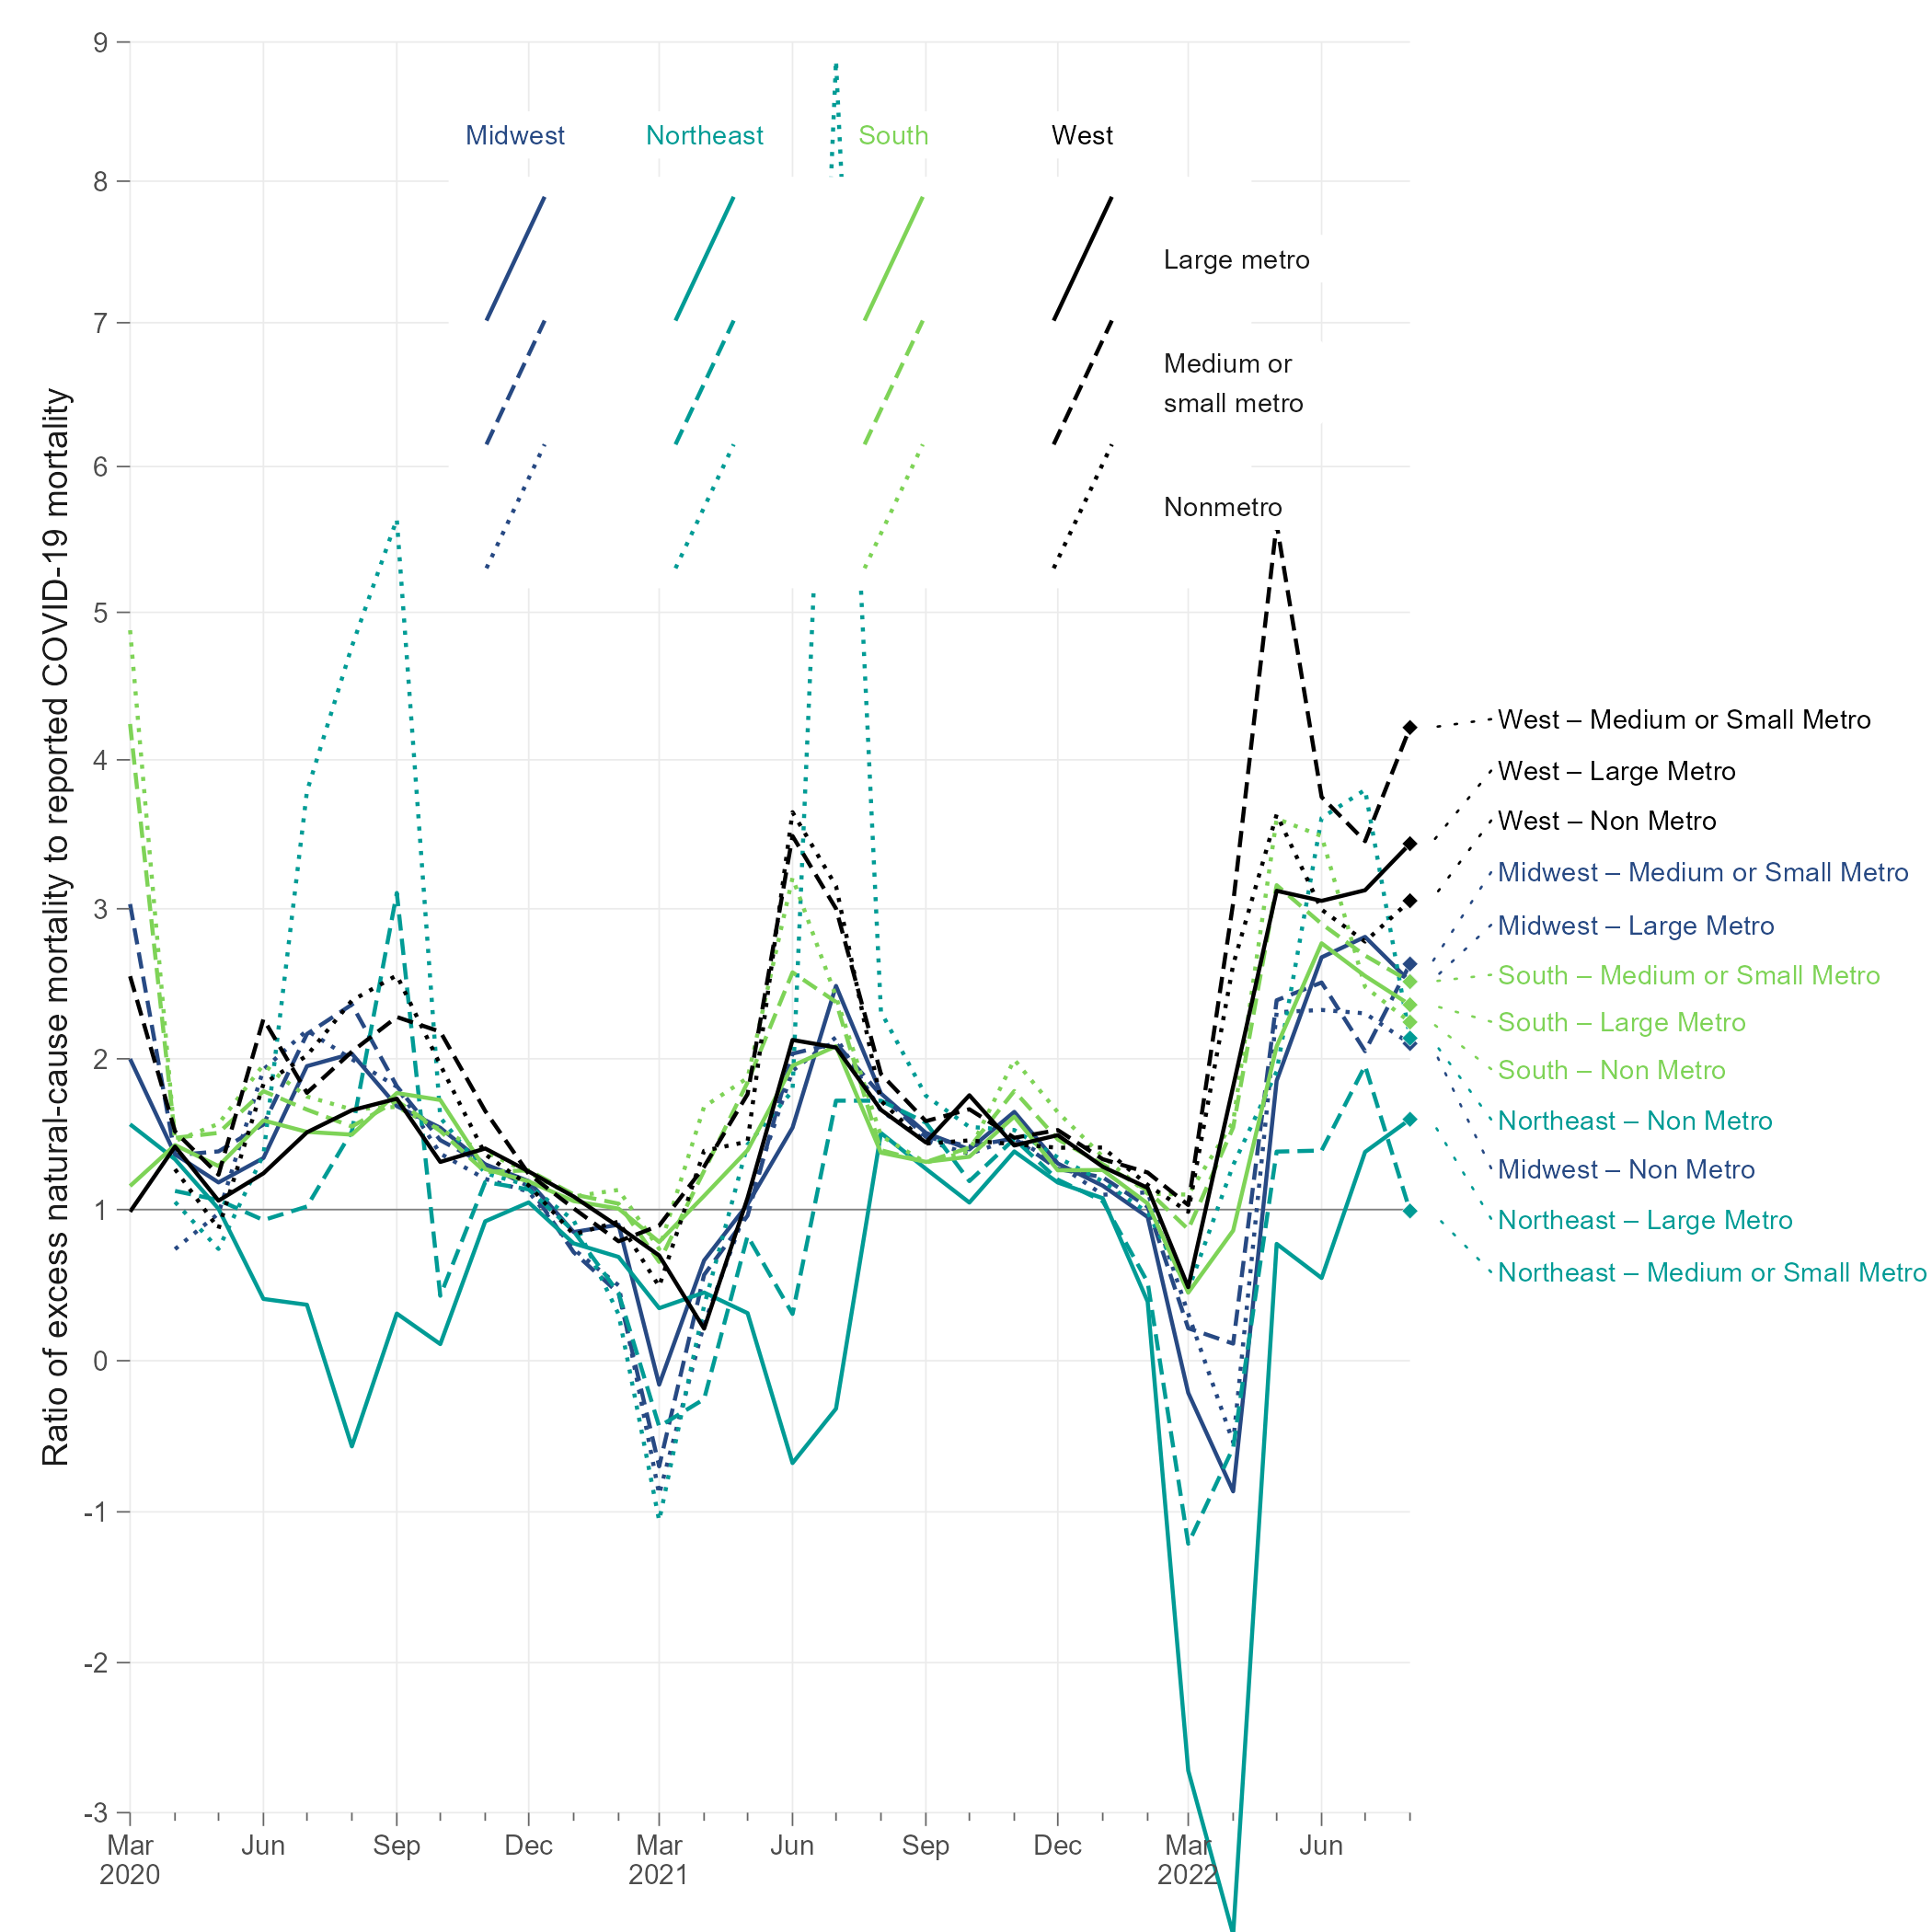 9
Midwest Northeast South West
8
Large metro
7
Medium or
small metro
6
Nonmetro
5
4
3
2
1
0
-1
-2
-3
Ratio of excess natural-cause mortality to reported COVID-19 mortality
West – Medium or Small Metro
West – Large Metro
West – Non Metro
Midwest – Medium or Small Metro
Midwest – Large Metro
South – Medium or Small Metro
South – Large Metro
South – Non Metro
Northeast – Non Metro
Midwest – Non Metro
Northeast – Large Metro
Northeast – Medium or Small Metro
Mar Jun Sep Dec Mar Jun Sep Dec Mar Jun
2020 2021 2022